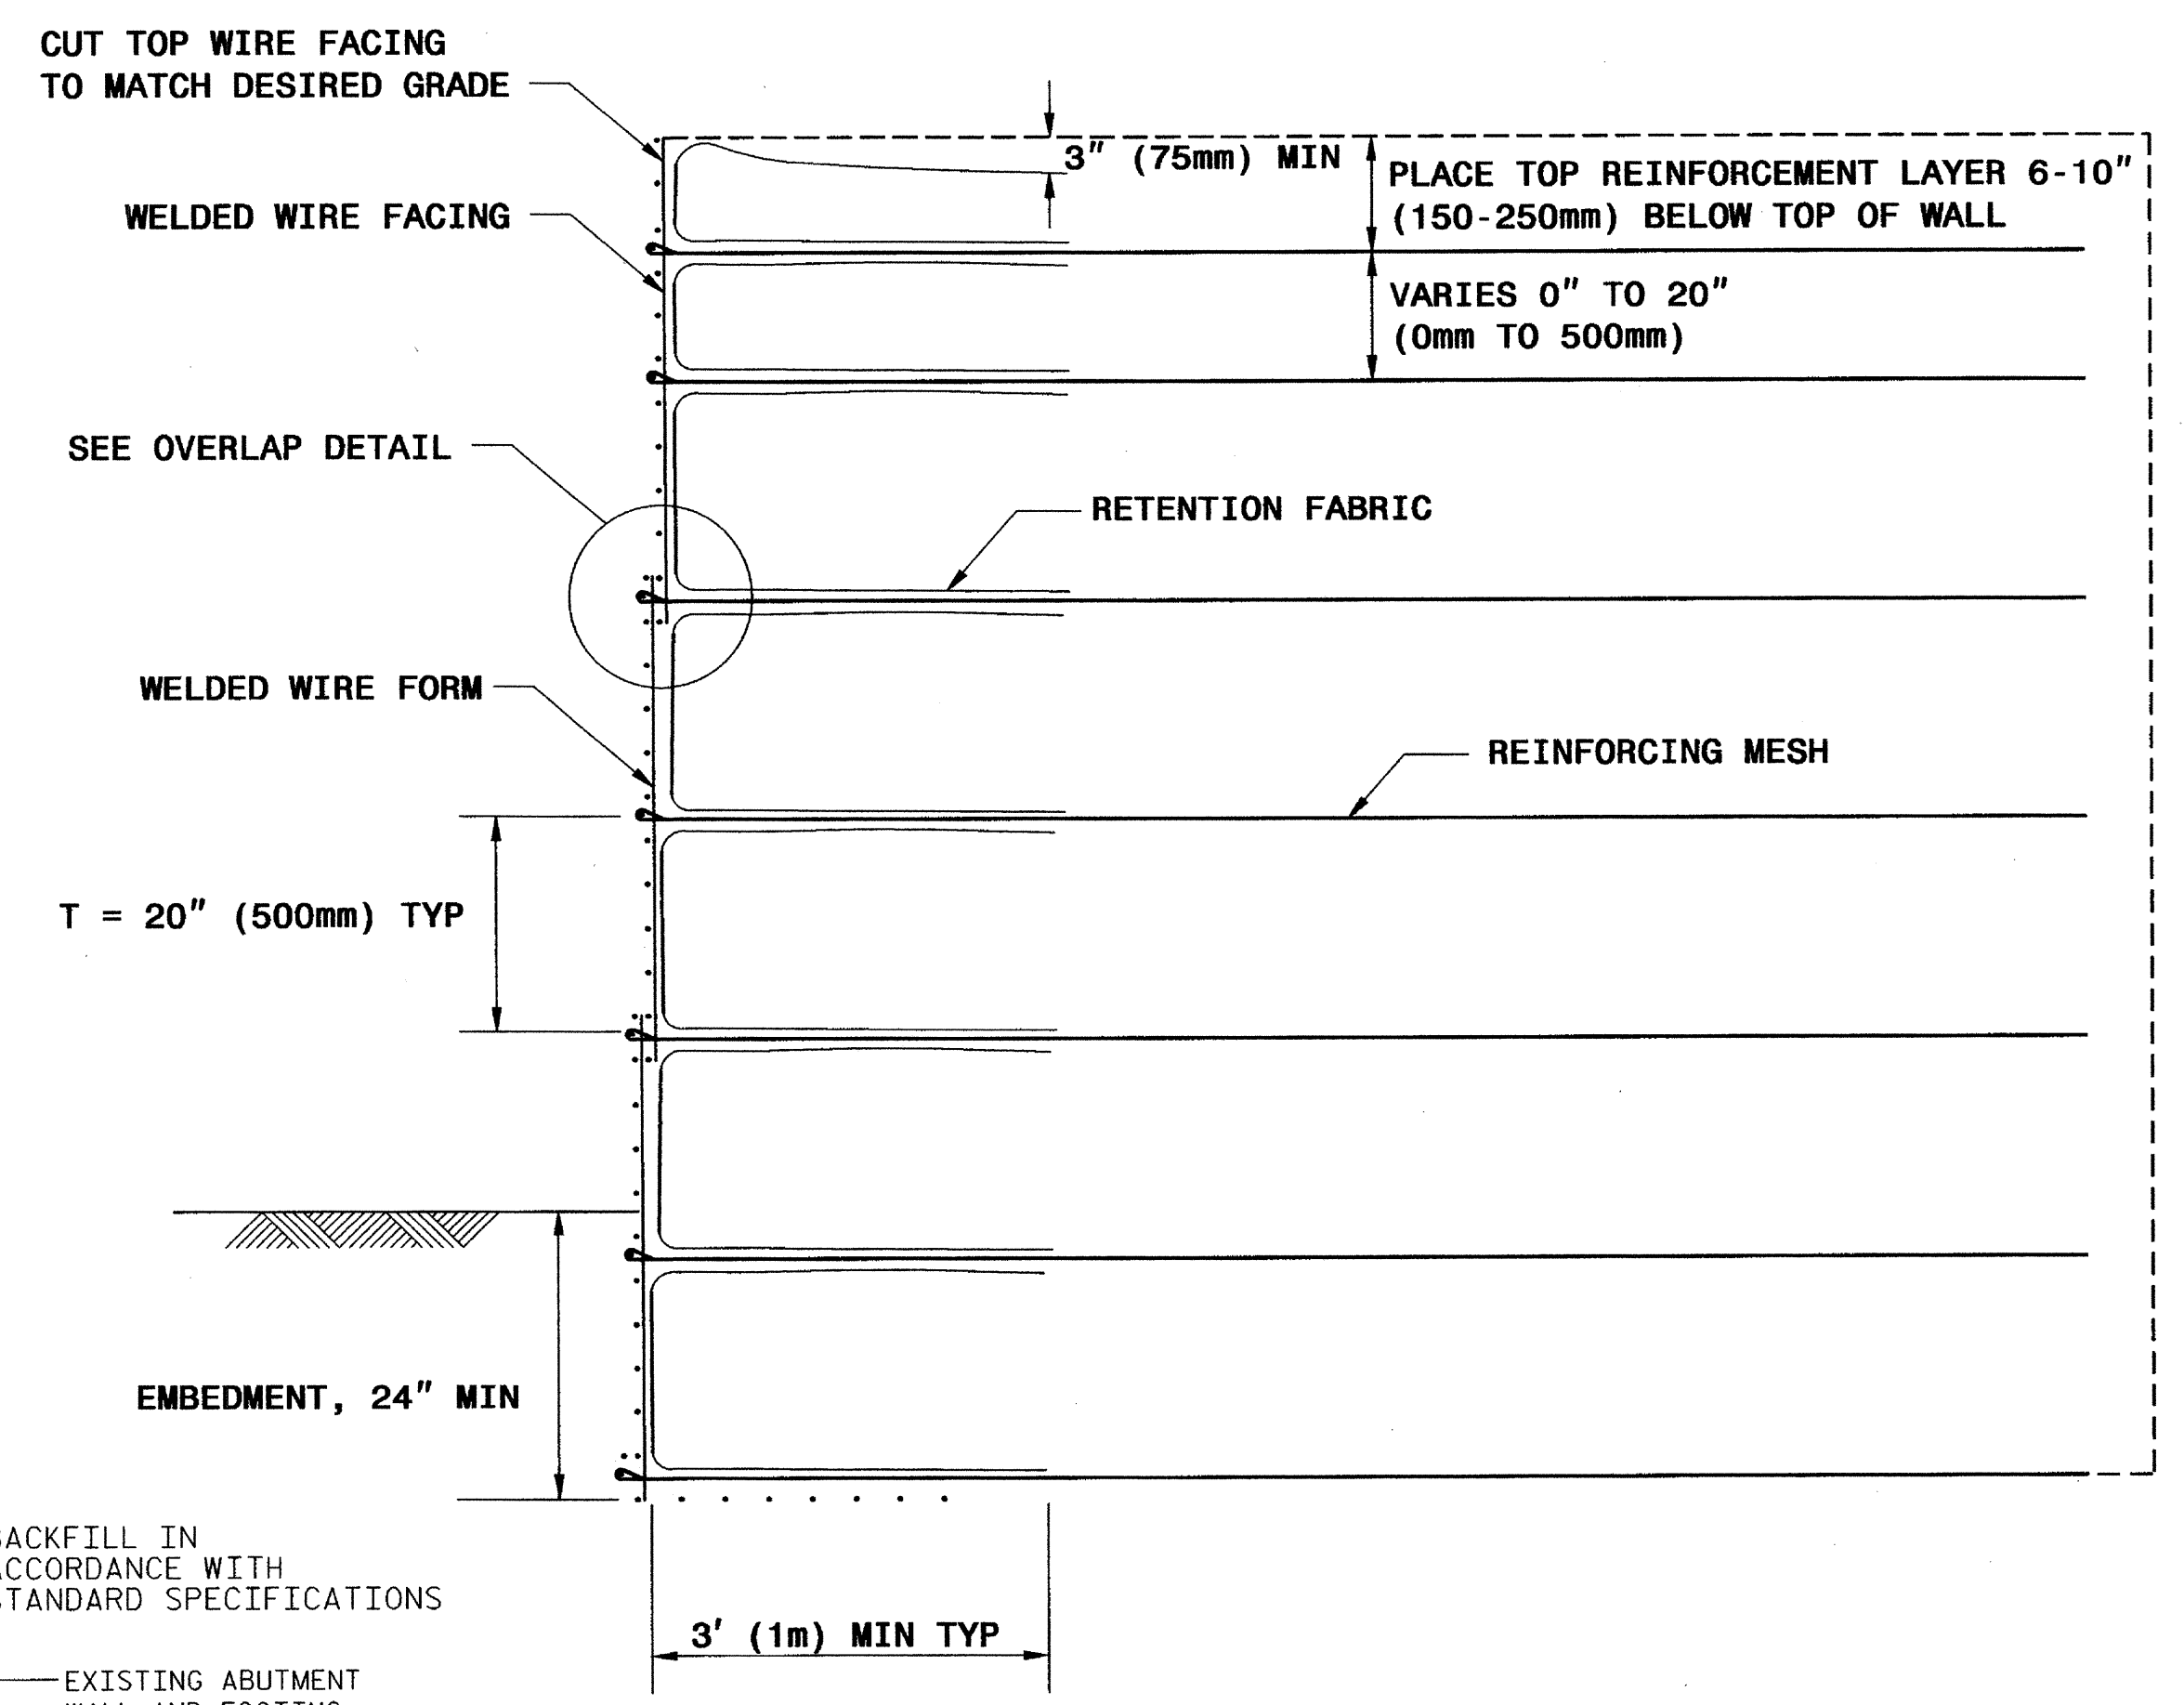 CUT TOP WIRE FACING
TO MATCH DESIRED GRADE
3" (75mm) MIN
PLACE TOP REINFORCEMENT LAYER 6-10"
(150-250mm) BELOW TOP OF WALL
WELDED WIRE FACING
VARIES 0" TO 20"
(0mm TO 500mm)
SEE OVERLAP DETAIL
RETENTION FABRIC
WELDED WIRE FORM
REINFORCING MESH
T = 20" (500mm) TYP
EMBEDMENT, 24" MIN
ACKFILL IN
CCORDANCE WITH
TANDARD SPECIFICATIONS
3' (1m) MIN TYP
EXISTING ABUTMENT